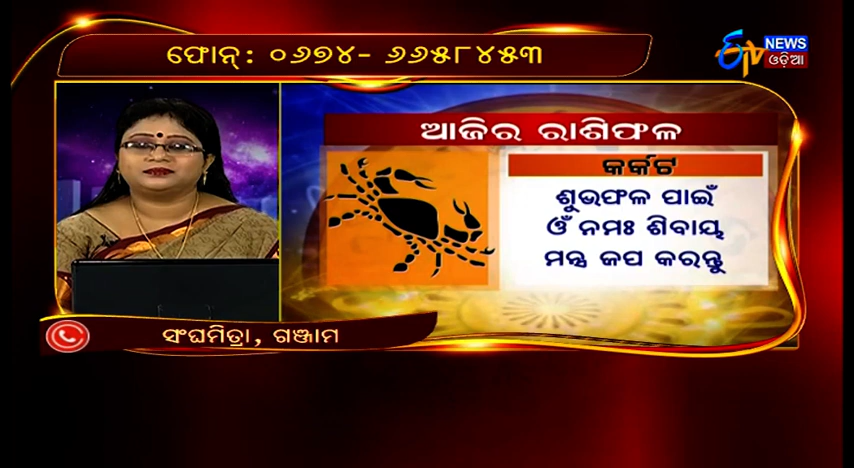 ଫୋନ୍: ୦୬୭୪- ୬୬୫୮୪୫୩
etv NEWS
ଓଡ଼ିଆ
ଆଜିର ରାଶିଫଳ
କର୍କଟ
ଶୁଭଫଳ ପାଇଁ
ଓଁ ନମଃ ଶିବାୟ
ମନ୍ତ୍ର ଜପ କରନ୍ତୁ
ସଂଘମିତ୍ରା, ଗଞ୍ଜାମ